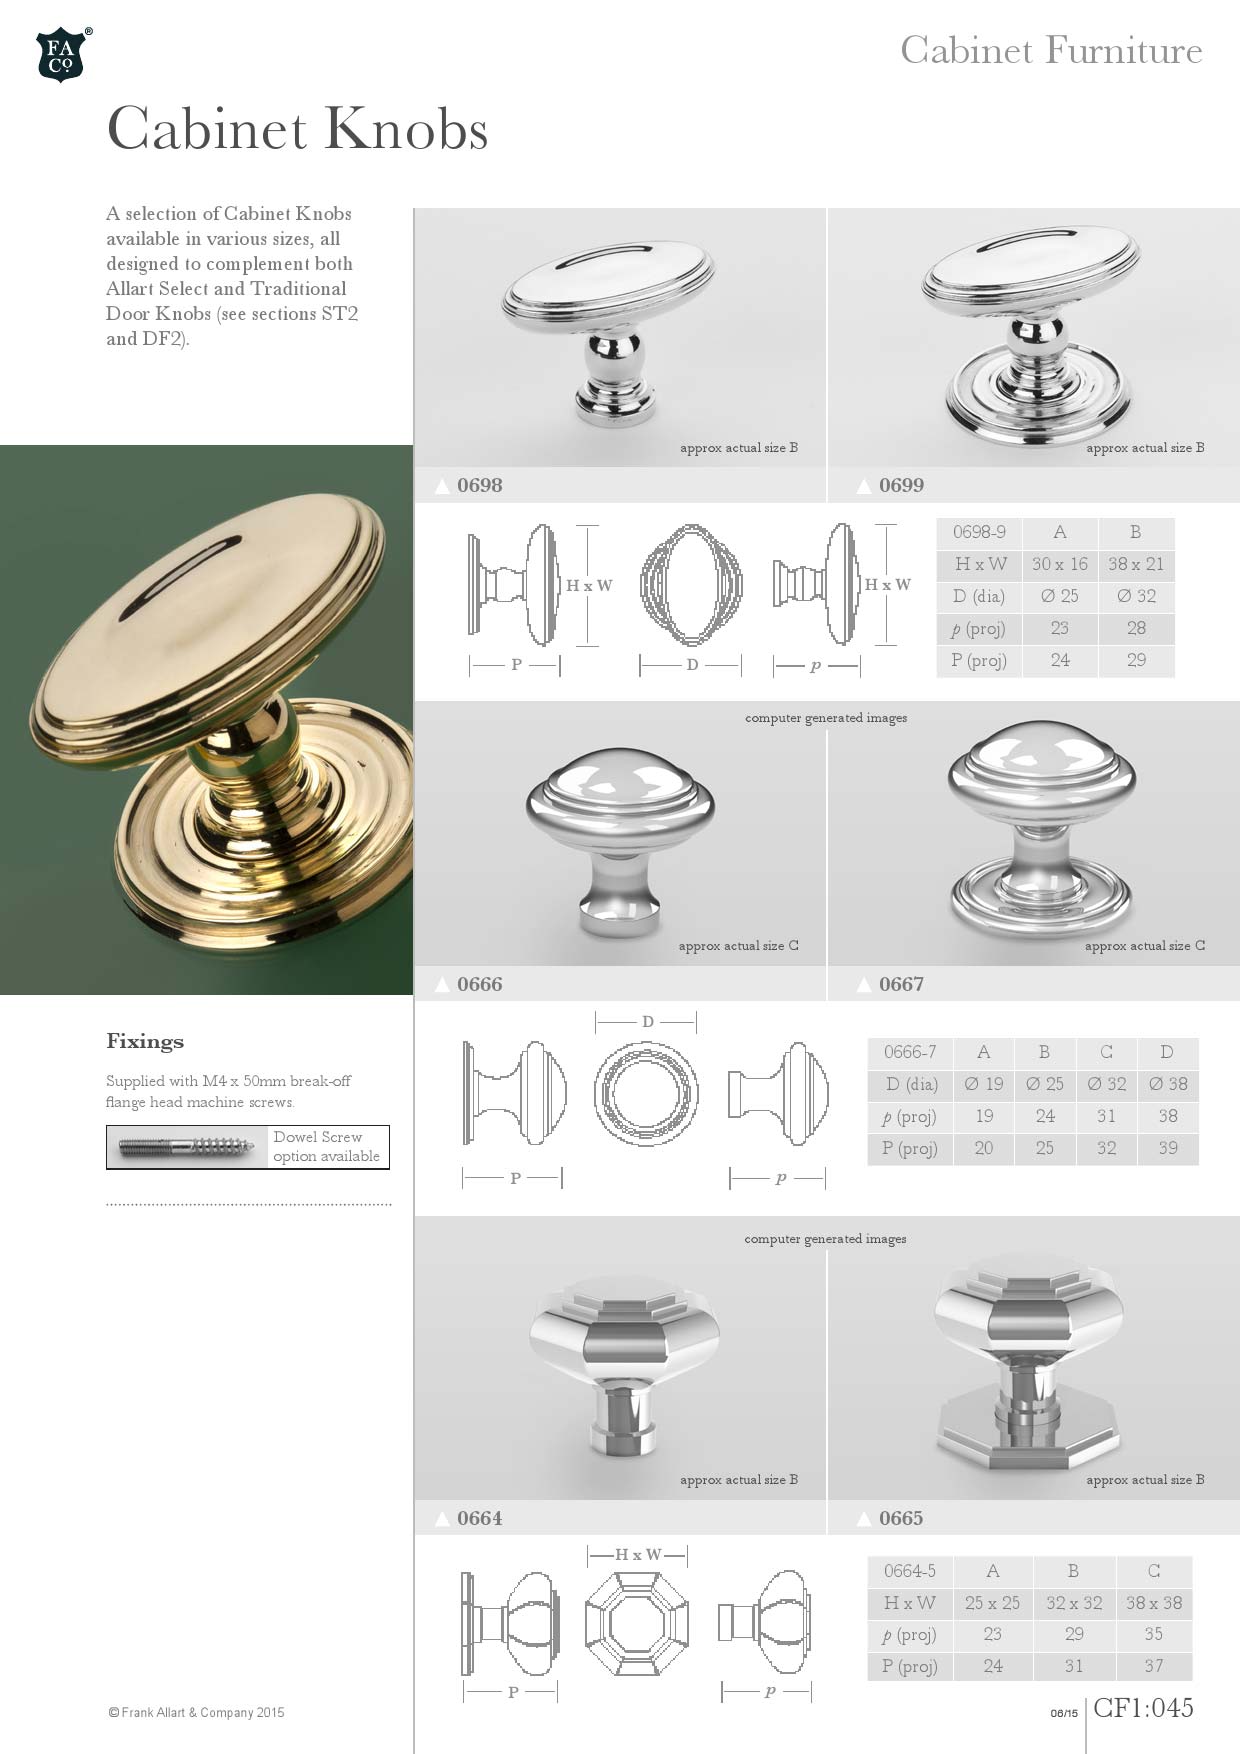 FA
Co.
®
Cabinet Furniture
Cabinet Knobs
A selection of Cabinet Knobs
available in various sizes, all
designed to complement both
Allart Select and Traditional
Door Knobs (see sections ST2
and DF2).
approx actual size B
approx actual size B
0698
0699
H x W
H x W
P
D
p
0698-9 A B
H x W 30 x 16 38 x 21
D (dia) Ø 25 Ø 32
p (proj) 23 28
P (proj) 24 29
computer generated images
approx actual size C
approx actual size C
0666
0667
Fixings
Supplied with M4 x 50mm break-off
flange head machine screws.
Dowel Screw
option available
D
P
p
0666-7 A B C D
D (dia) Ø 19 Ø 25 Ø 32 Ø 38
p (proj) 19 24 31 38
P (proj) 20 25 32 39
computer generated images
approx actual size B
approx actual size B
0664
0665
H x W
P
p
0664-5 A B C
H x W 25 x 25 32 x 32 38 x 38
p (proj) 23 29 35
P (proj) 24 31 37
© Frank Allart & Company 2015
06/15 CF1:045